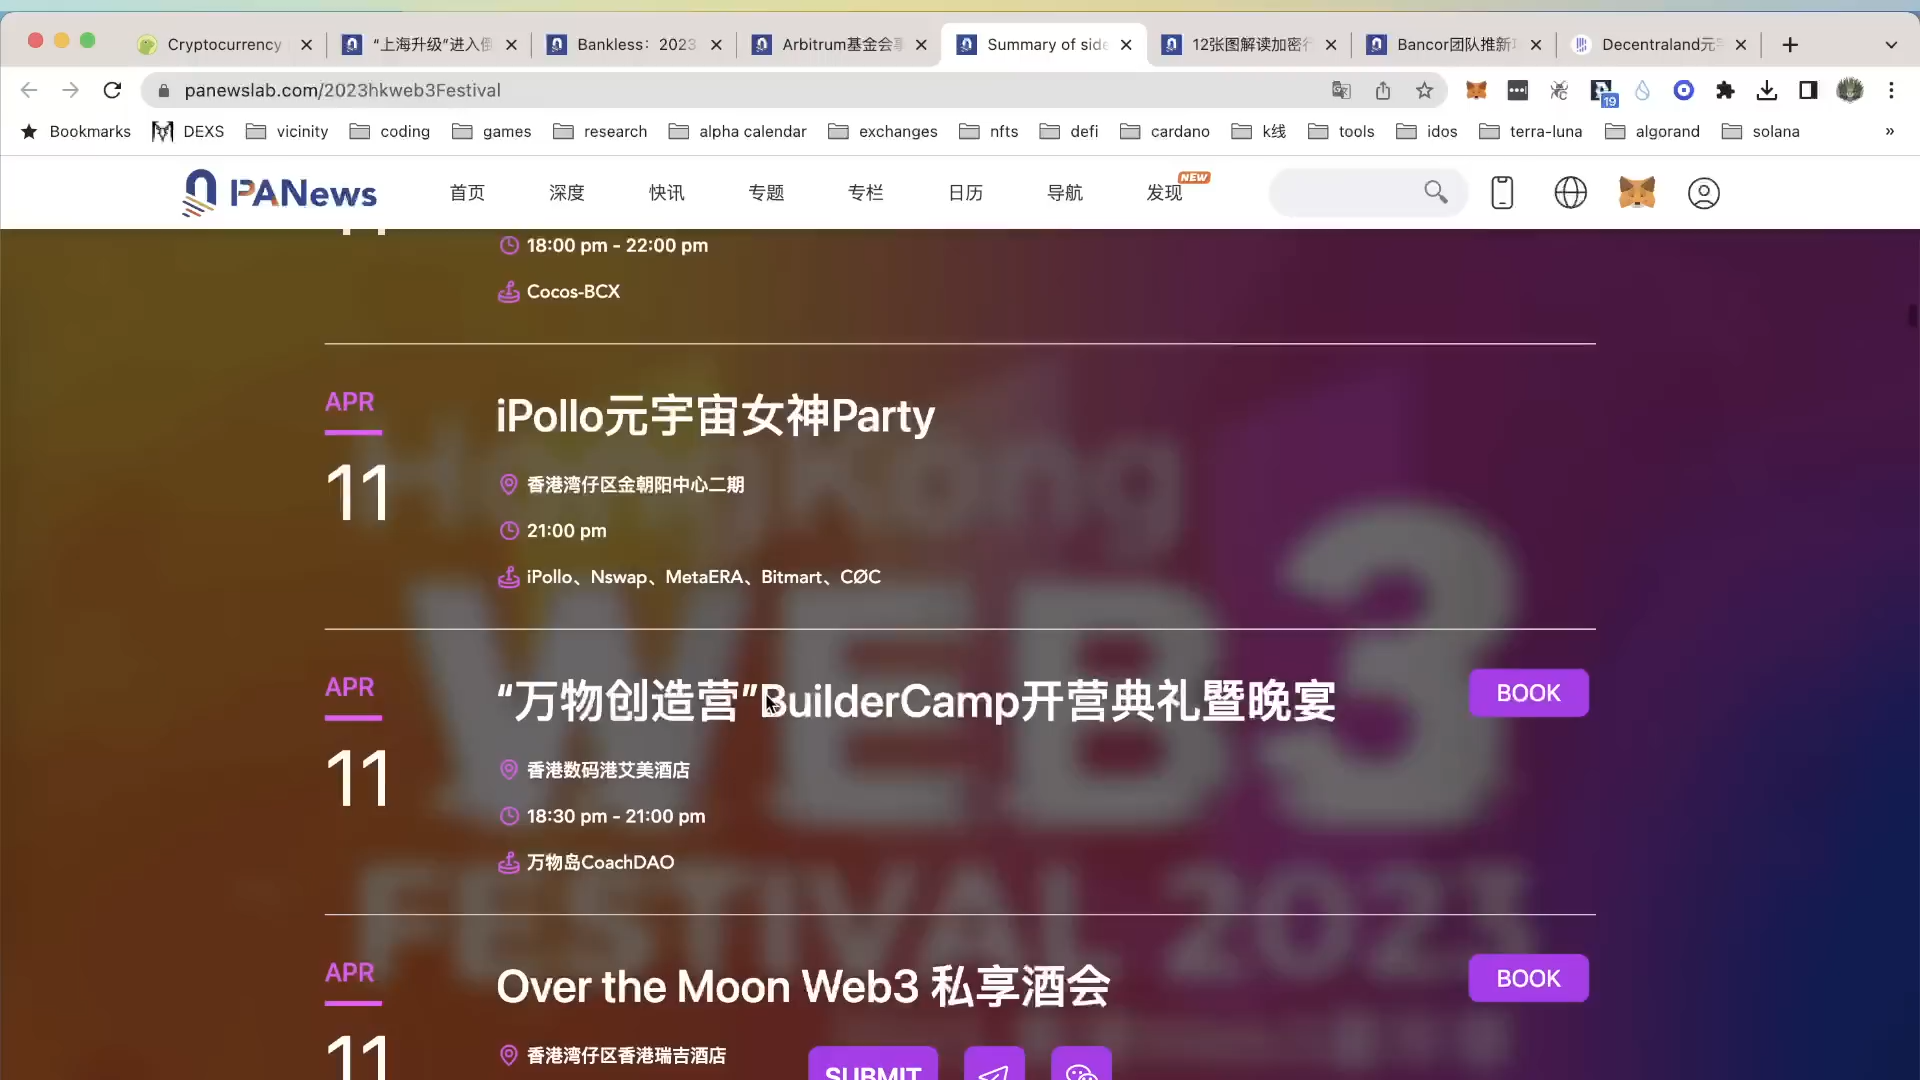 Cryptocurrency
“上海升级”进入
Bankless：2023
Arbitrum基金会
Summary of side
12张图解读加密行
Bancor团队推新
Decentraland元
panewslab.com/2023hkweb3Festival
19
Bookmarks
DEXS
vicinity
coding
games
research
alpha calendar
exchanges
nfts
defi
cardano
k线
tools
idos
terra-luna
algorand
solana
»
PANews
首页
深度
快讯
专题
专栏
日历
导航
发现
NEW
18:00 pm - 22:00 pm
Cocos-BCX
APR
11
iPollo元宇宙女神Party
香港湾仔区金朝阳中心二期
21:00 pm
iPollo、Nswap、MetaERA、Bitmart、CØC
APR
11
“万物创造营”BuilderCamp开营典礼暨晚宴
BOOK
香港数码港艾美酒店
18:30 pm - 21:00 pm
万物岛CoachDAO
APR
11
Over the Moon Web3 私享酒会
BOOK
香港湾仔区香港瑞吉酒店
SUBMIT
HongKong
WEB3
FESTIVAL 2023